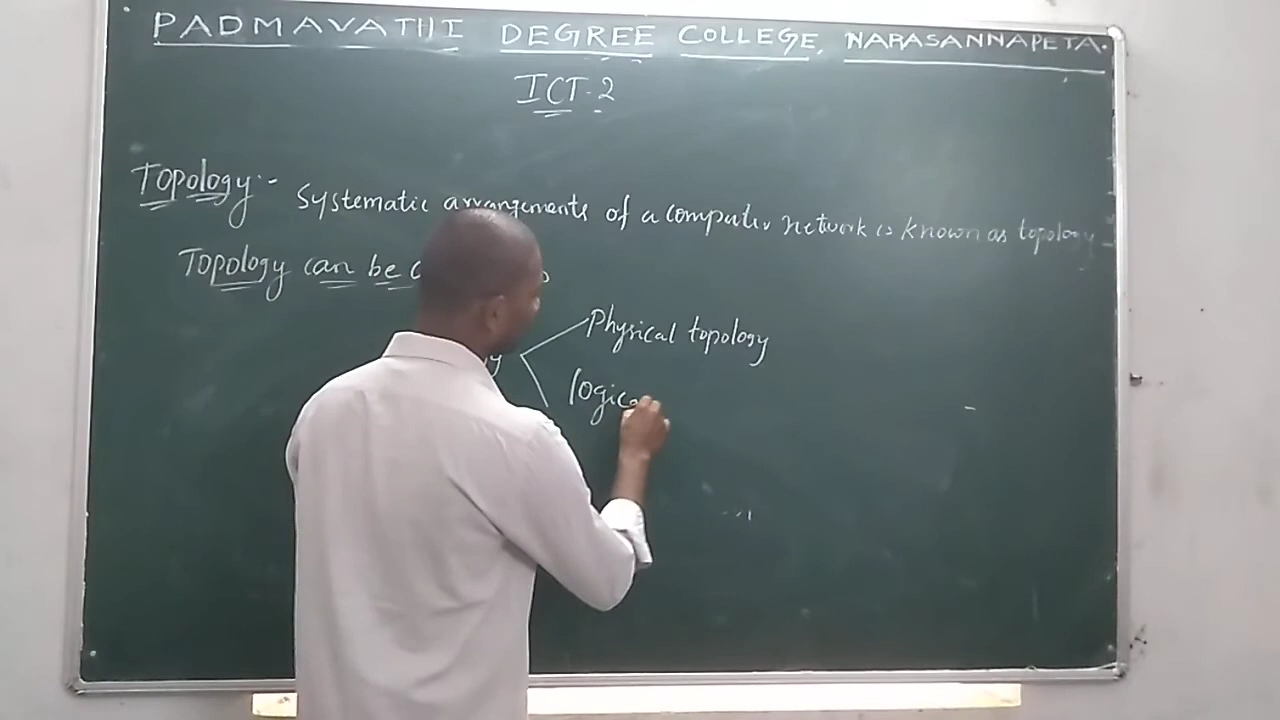 PADMAVATHI DEGREE COLLEGE, NARASANNAPETA.
ICT-2
Topology:- Systematic arrangements of a computer network is known as topology
Topology can be
Physical topology
logica